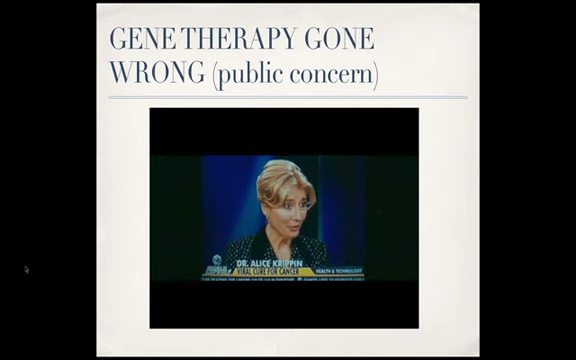 GENE THERAPY GONE
WRONG (public concern)
DR. ALICE KRIPPIN
VIRAL CURE FOR CANCER
HEALTH & TECHNOLOGY